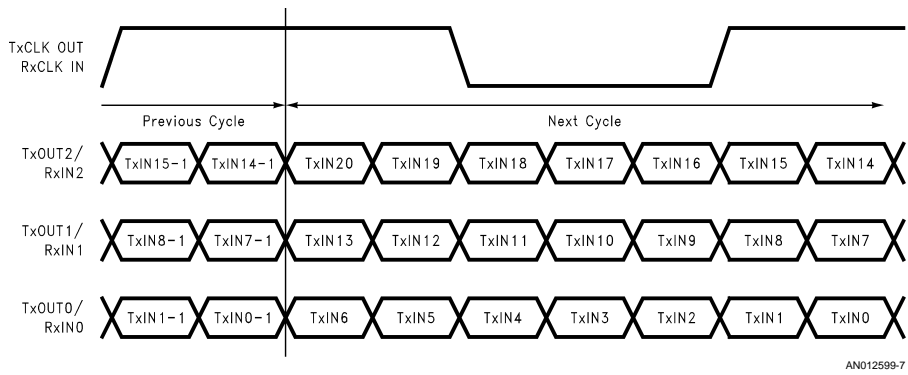 TxCLK OUT
RxCLK IN
Previous Cycle
Next Cycle
TxOUT2/
RxIN2
TxIN15-1 TxIN14-1 TxIN20 TxIN19 TxIN18 TxIN17 TxIN16 TxIN15 TxIN14
TxOUT1/
RxIN1
TxIN8-1 TxIN7-1 TxIN13 TxIN12 TxIN11 TxIN10 TxIN9 TxIN8 TxIN7
TxOUT0/
RxIN0
TxIN1-1 TxIN0-1 TxIN6 TxIN5 TxIN4 TxIN3 TxIN2 TxIN1 TxIN0
AN012599-7